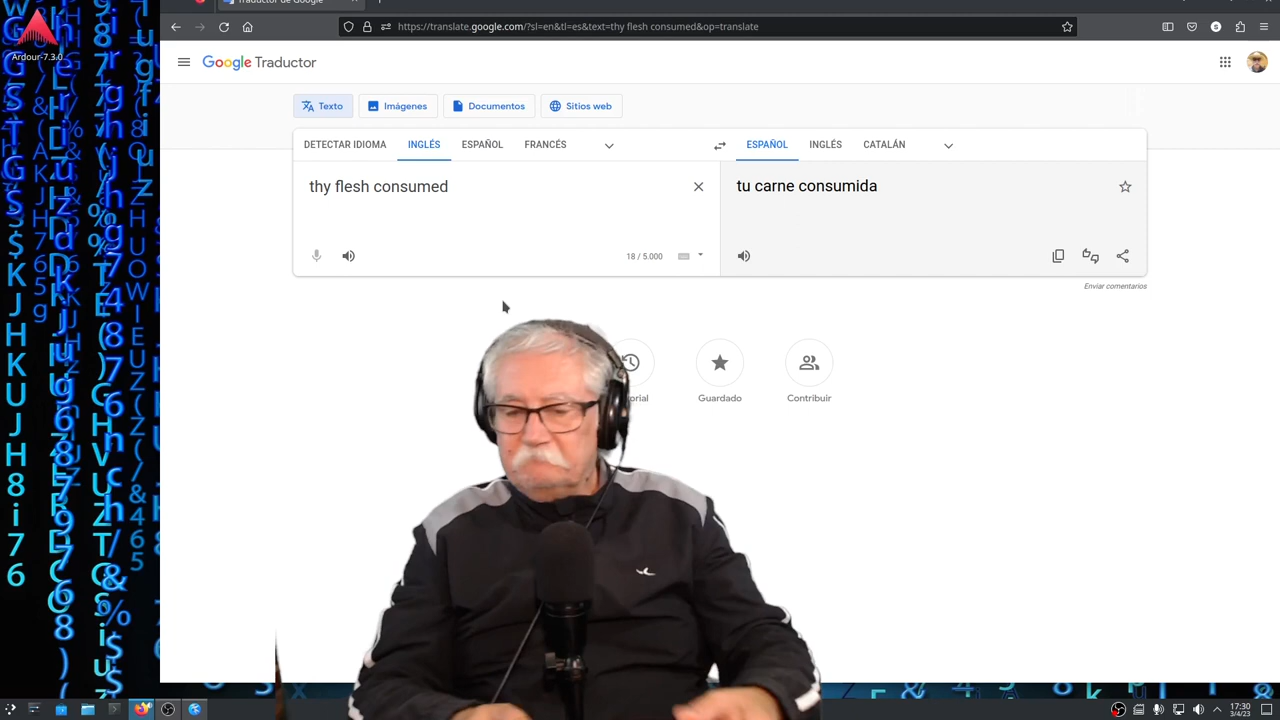 Traductor de Google
https://translate.google.com/?sl=en&tl=es&text=thy flesh consumed&op=translate
Ardour-7.3.0
Google Traductor
Texto
Imágenes
Documentos
Sitios web
DETECTAR IDIOMA
INGLÉS
ESPAÑOL
FRANCÉS
ESPAÑOL
INGLÉS
CATALÁN
thy flesh consumed
tu carne consumida
18 / 5.000
Enviar comentarios
Guardado
Contribuir
17:30
3/4/23